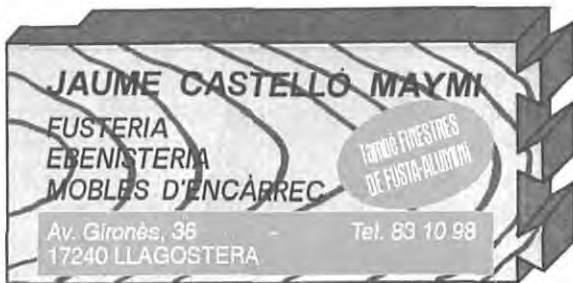 JAUME CASTELLÓ MAYMI
FUSTERIA
EBENISTERIA
MOBLES D'ENCÀRREC
També FINESTRES
DE FUSTA-ALUMINI
Av. Gironès, 36 - Tel. 83 10 98
17240 LLAGOSTERA